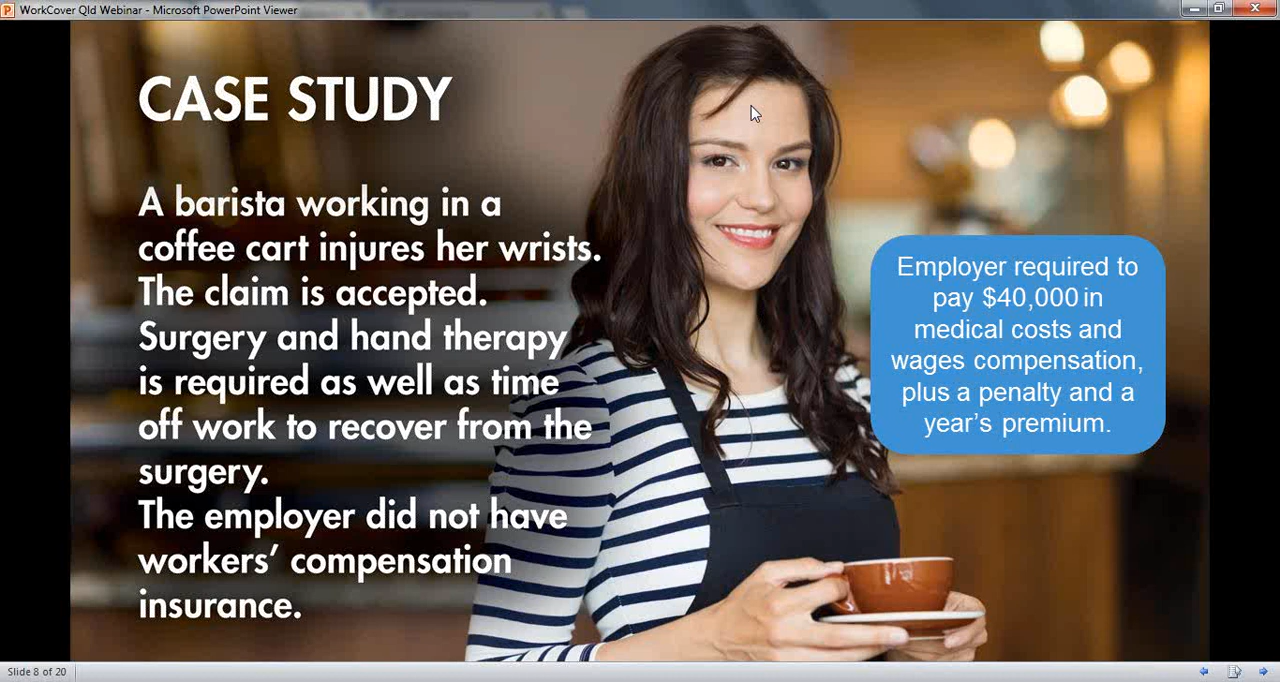 WorkCover Qld Webinar - Microsoft PowerPoint Viewer
CASE STUDY
A barista working in a
coffee cart injures her wrists.
The claim is accepted.
Surgery and hand therapy
is required as well as time
off work to recover from the
surgery.
The employer did not have
workers’ compensation
insurance.
Employer required to
pay $40,000 in
medical costs and
wages compensation,
plus a penalty and a
year’s premium.
Slide 8 of 20